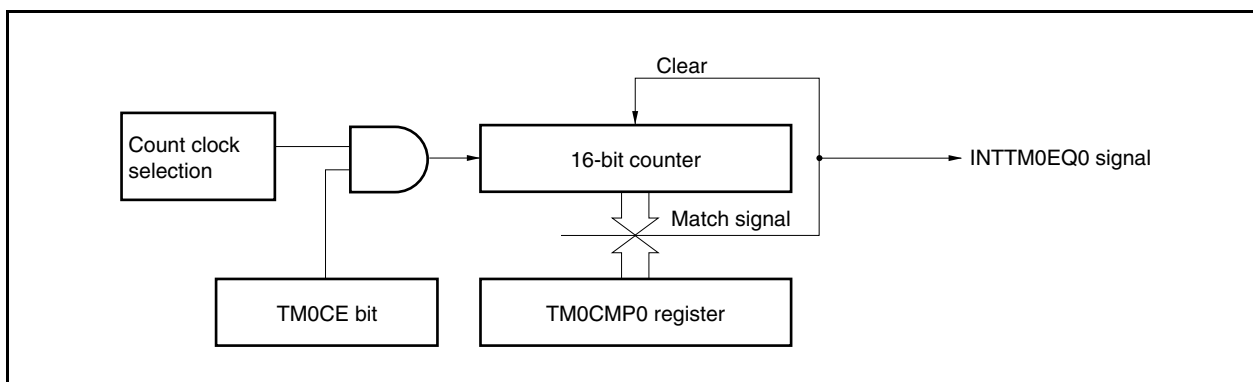 Clear
Count clock
selection
16-bit counter
INTTM0EQ0 signal
Match signal
TM0CE bit
TM0CMP0 register